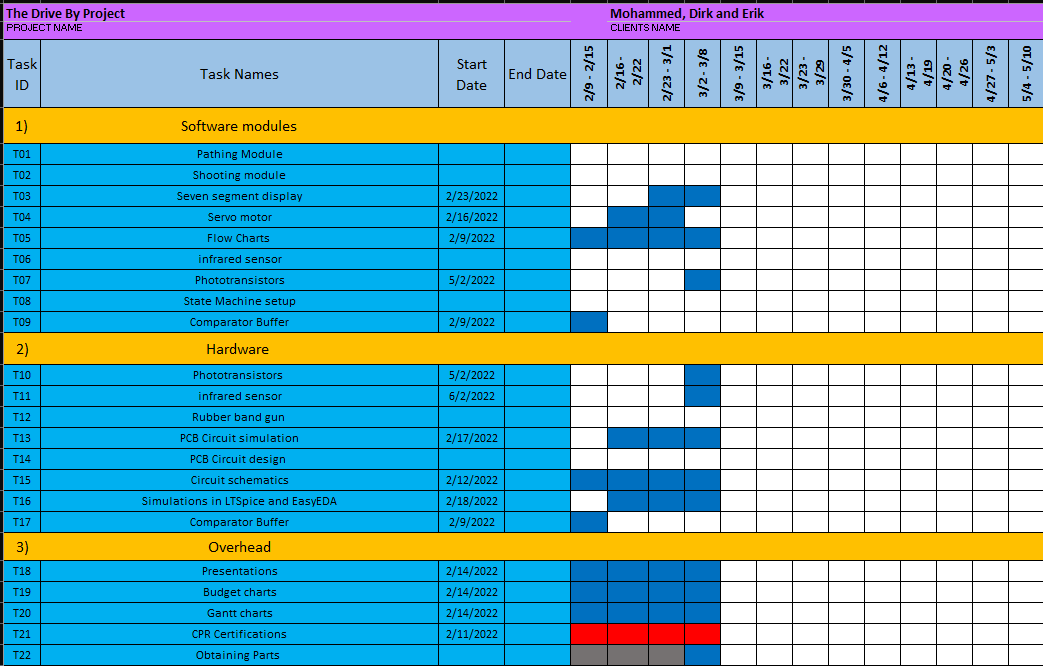 The Drive By Project Mohammed, Dirk and Erik
PROJECT NAME CLIENTS NAME
Task ID Task Names Start Date End Date 2/9 - 2/15 2/16 - 2/22 2/23 - 3/1 3/2 - 3/8 3/9 - 3/15 3/16 - 3/22 3/23 - 3/29 3/30 - 4/5 4/6 - 4/12 4/13 - 4/19 4/20 - 4/26 4/27 - 5/3 5/4 - 5/10
1) Software modules
T01 Pathing Module
T02 Shooting module
T03 Seven segment display 2/23/2022
T04 Servo motor 2/16/2022
T05 Flow Charts 2/9/2022
T06 infrared sensor
T07 Phototransistors 5/2/2022
T08 State Machine setup
T09 Comparator Buffer 2/9/2022
2) Hardware
T10 Phototransistors 5/2/2022
T11 infrared sensor 6/2/2022
T12 Rubber band gun
T13 PCB Circuit simulation 2/17/2022
T14 PCB Circuit design
T15 Circuit schematics 2/12/2022
T16 Simulations in LTSpice and EasyEDA 2/18/2022
T17 Comparator Buffer 2/9/2022
3) Overhead
T18 Presentations 2/14/2022
T19 Budget charts 2/14/2022
T20 Gantt charts 2/14/2022
T21 CPR Certifications 2/11/2022
T22 Obtaining Parts